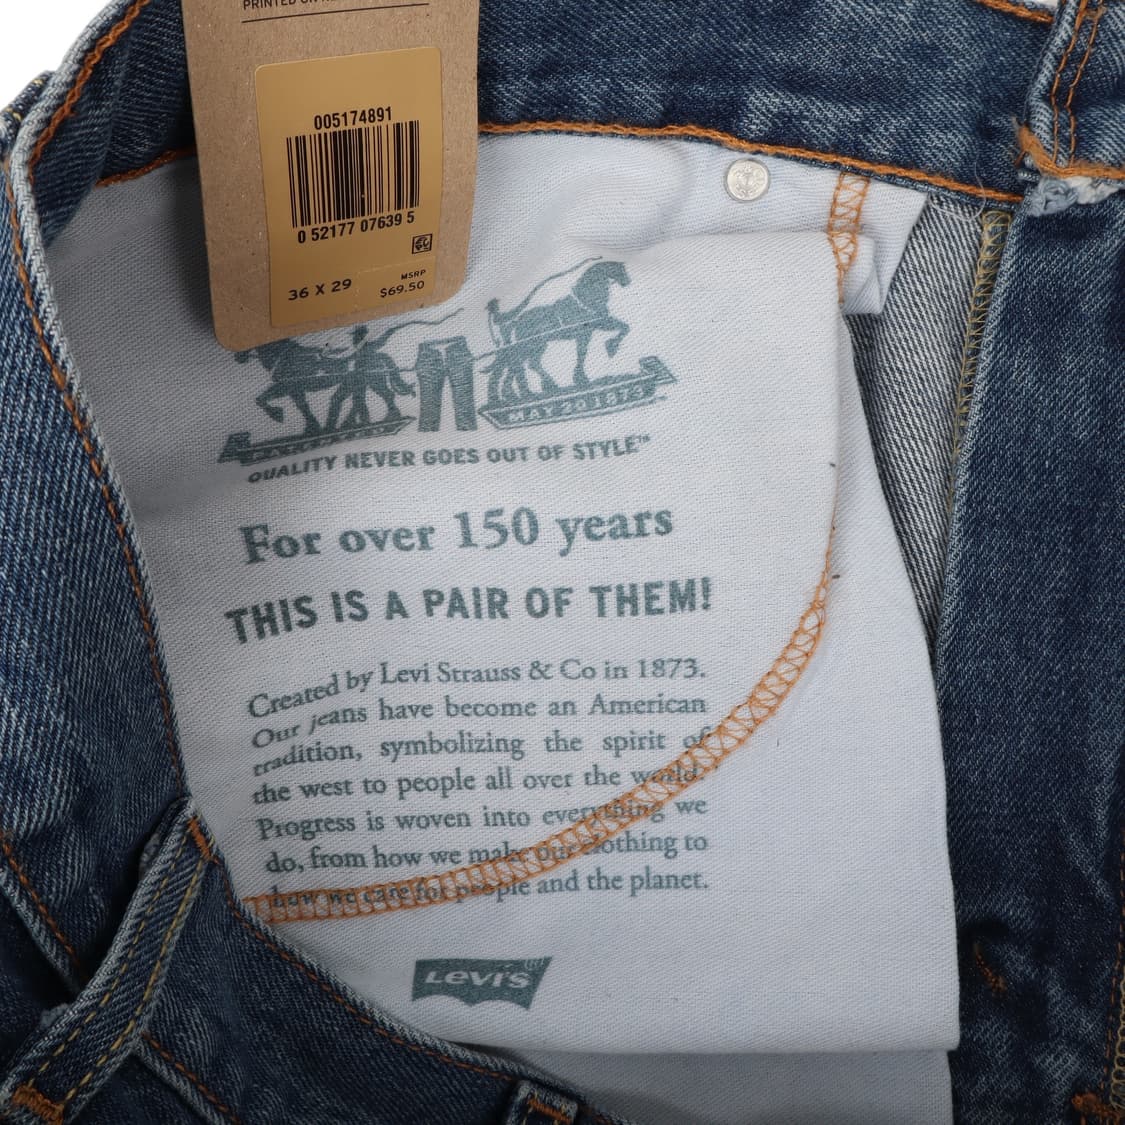 PRINTED ON
005174891
0 52177 07639 5
36 X 29
MSRP
$69.50
MAY 20 1873
QUALITY NEVER GOES OUT OF STYLE™
For over 150 years
THIS IS A PAIR OF THEM!
Created by Levi Strauss & Co in 1873.
Our jeans have become an American
tradition, symbolizing the spirit of
the west to people all over the world.
Progress is woven into everything we
do, from how we make our clothing to
how we care for people and the planet.
Levi's®